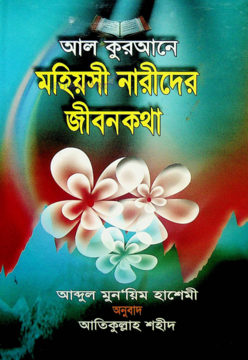 আল কুরআনে
মহিয়সী নারীদের
জীবনকথা
আব্দুল মুন'য়িম হাশেমী
অনুবাদ
আতিকুল্লাহ শহীদ